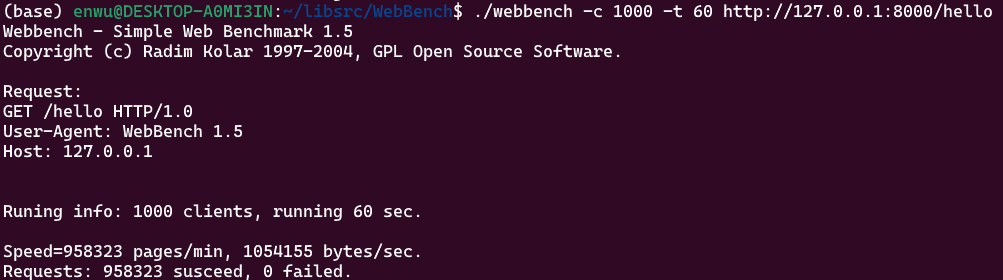 (base) enwu@DESKTOP-A0MI3IN:~/libsrc/WebBench$ ./webbench -c 1000 -t 60 http://127.0.0.1:8000/hello
Webbench - Simple Web Benchmark 1.5
Copyright (c) Radim Kolar 1997-2004, GPL Open Source Software.
Request:
GET /hello HTTP/1.0
User-Agent: WebBench 1.5
Host: 127.0.0.1
Runing info: 1000 clients, running 60 sec.
Speed=958323 pages/min, 1054155 bytes/sec.
Requests: 958323 susceed, 0 failed.